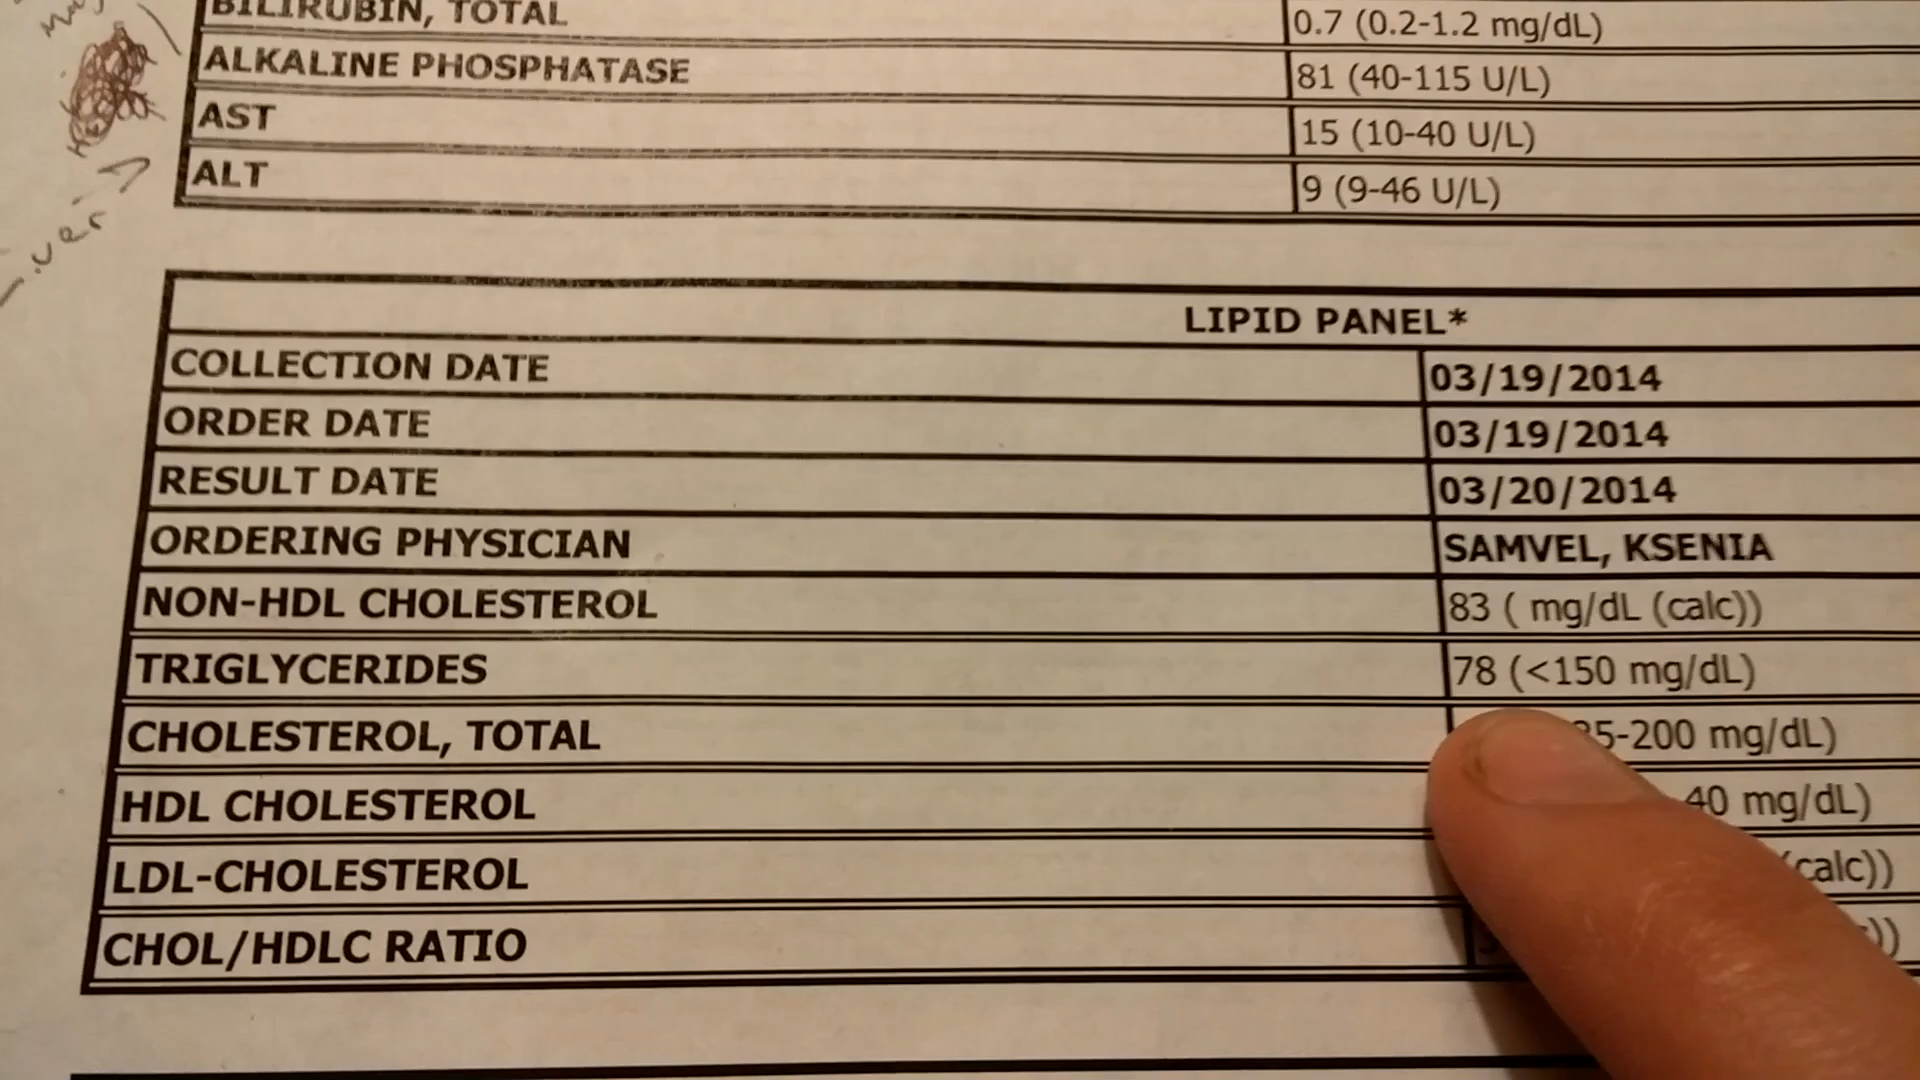 BILIRUBIN, TOTAL 0.7 (0.2-1.2 mg/dL)
ALKALINE PHOSPHATASE 81 (40-115 U/L)
AST 15 (10-40 U/L)
ALT 9 (9-46 U/L)
LIPID PANEL*
COLLECTION DATE 03/19/2014
ORDER DATE 03/19/2014
RESULT DATE 03/20/2014
ORDERING PHYSICIAN SAMVEL, KSENIA
NON-HDL CHOLESTEROL 83 ( mg/dL (calc))
TRIGLYCERIDES 78 (<150 mg/dL)
CHOLESTEROL, TOTAL 5-200 mg/dL)
HDL CHOLESTEROL 40 mg/dL)
LDL-CHOLESTEROL calc))
CHOL/HDLC RATIO ))